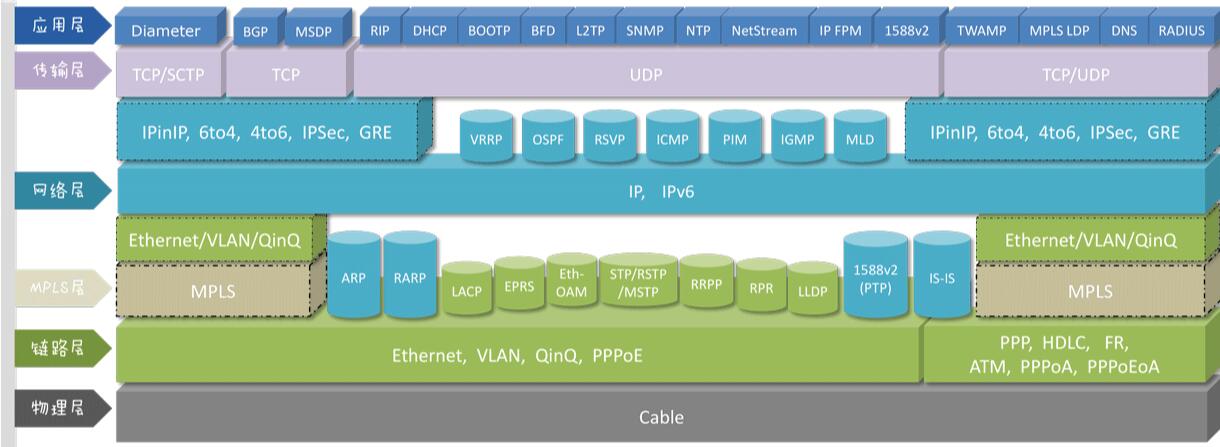 应用层
Diameter
BGP
MSDP
RIP
DHCP
BOOTP
BFD
L2TP
SNMP
NTP
NetStream
IP FPM
1588v2
TWAMP
MPLS LDP
DNS
RADIUS
传输层
TCP/SCTP
TCP
UDP
TCP/UDP
IPinIP, 6to4, 4to6, IPSec, GRE
VRRP
OSPF
RSVP
ICMP
PIM
IGMP
MLD
IPinIP, 6to4, 4to6, IPSec, GRE
网络层
IP, IPv6
Ethernet/VLAN/QinQ
Ethernet/VLAN/QinQ
MPLS层
MPLS
ARP
RARP
LACP
EPRS
Eth-
OAM
STP/RSTP
/MSTP
RRPP
RPR
LLDP
1588v2
(PTP)
IS-IS
MPLS
链路层
Ethernet, VLAN, QinQ, PPPoE
PPP, HDLC, FR,
ATM, PPPoA, PPPoEoA
物理层
Cable